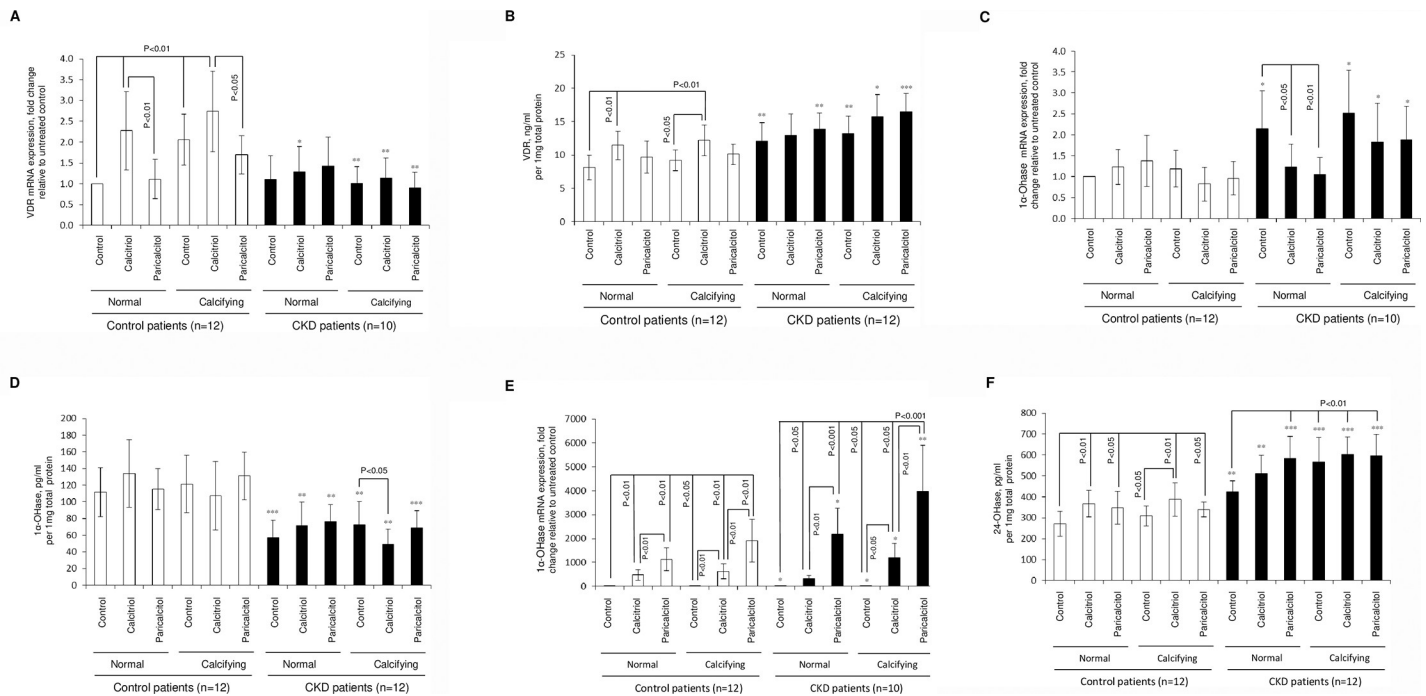 A
VDR mRNA expression, fold change
relative to untreated control
4.0
3.5
3.0
2.5
2.0
1.5
1.0
0.5
0.0
P<0.01
P<0.01
P<0.05
*
**
**
**
Control
Calcitriol
Paricalcitol
Control
Calcitriol
Paricalcitol
Control
Calcitriol
Paricalcitol
Control
Calcitriol
Paricalcitol
Normal
Calcifying
Normal
Calcifying
Control patients (n=12)
CKD patients (n=10)
B
VDR, ng/ml
per 1mg total protein
25
20
15
10
5
0
P<0.01
P<0.01
P<0.05
**
**
**
*
***
Control
Calcitriol
Paricalcitol
Control
Calcitriol
Paricalcitol
Control
Calcitriol
Paricalcitol
Control
Calcitriol
Paricalcitol
Normal
Calcifying
Normal
Calcifying
Control patients (n=12)
CKD patients (n=12)
C
1α-Ohase mRNA expression, fold
change relative to untreated control
4.0
3.5
3.0
2.5
2.0
1.5
1.0
0.5
0.0
P<0.05
P<0.01
*
*
*
*
Control
Calcitriol
Paricalcitol
Control
Calcitriol
Paricalcitol
Control
Calcitriol
Paricalcitol
Control
Calcitriol
Paricalcitol
Normal
Calcifying
Normal
Calcifying
Control patients (n=12)
CKD patients (n=10)
D
1α-OHase, pg/ml
per 1mg total protein
200
180
160
140
120
100
80
60
40
20
0
P<0.05
***
**
**
**
**
***
Control
Calcitriol
Paricalcitol
Control
Calcitriol
Paricalcitol
Control
Calcitriol
Paricalcitol
Control
Calcitriol
Paricalcitol
Normal
Calcifying
Normal
Calcifying
Control patients (n=12)
CKD patients (n=12)
E
1α-OHase mRNA expression, fold
change relative to untreated control
7000
6000
5000
4000
3000
2000
1000
0
P<0.01
P<0.01
P<0.05
P<0.01
P<0.01
P<0.01
P<0.01
P<0.01
P<0.05
P<0.001
P<0.05
P<0.05
P<0.001
P<0.01
P<0.05
P<0.01
*
*
*
*
**
Control
Calcitriol
Paricalcitol
Control
Calcitriol
Paricalcitol
Control
Calcitriol
Paricalcitol
Control
Calcitriol
Paricalcitol
Normal
Calcifying
Normal
Calcifying
Control patients (n=12)
CKD patients (n=10)
F
24-OHase, pg/ml
per 1mg total protein
800
700
600
500
400
300
200
100
0
P<0.01
P<0.05
P<0.05
P<0.01
P<0.05
P<0.01
**
**
***
***
***
***
Control
Calcitriol
Paricalcitol
Control
Calcitriol
Paricalcitol
Control
Calcitriol
Paricalcitol
Control
Calcitriol
Paricalcitol
Normal
Calcifying
Normal
Calcifying
Control patients (n=12)
CKD patients (n=12)